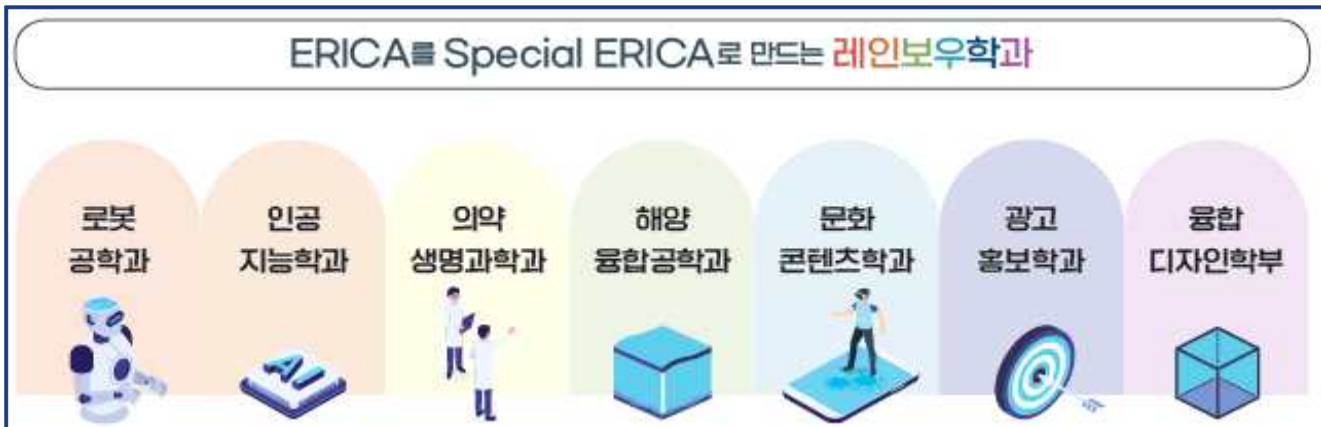 ERICA를 Special ERICA로 만드는 레인보우학과
로봇
공학과
인공
지능학과
의약
생명과학과
해양
융합공학과
문화
콘텐츠학과
광고
홍보학과
융합
디자인학부
AI